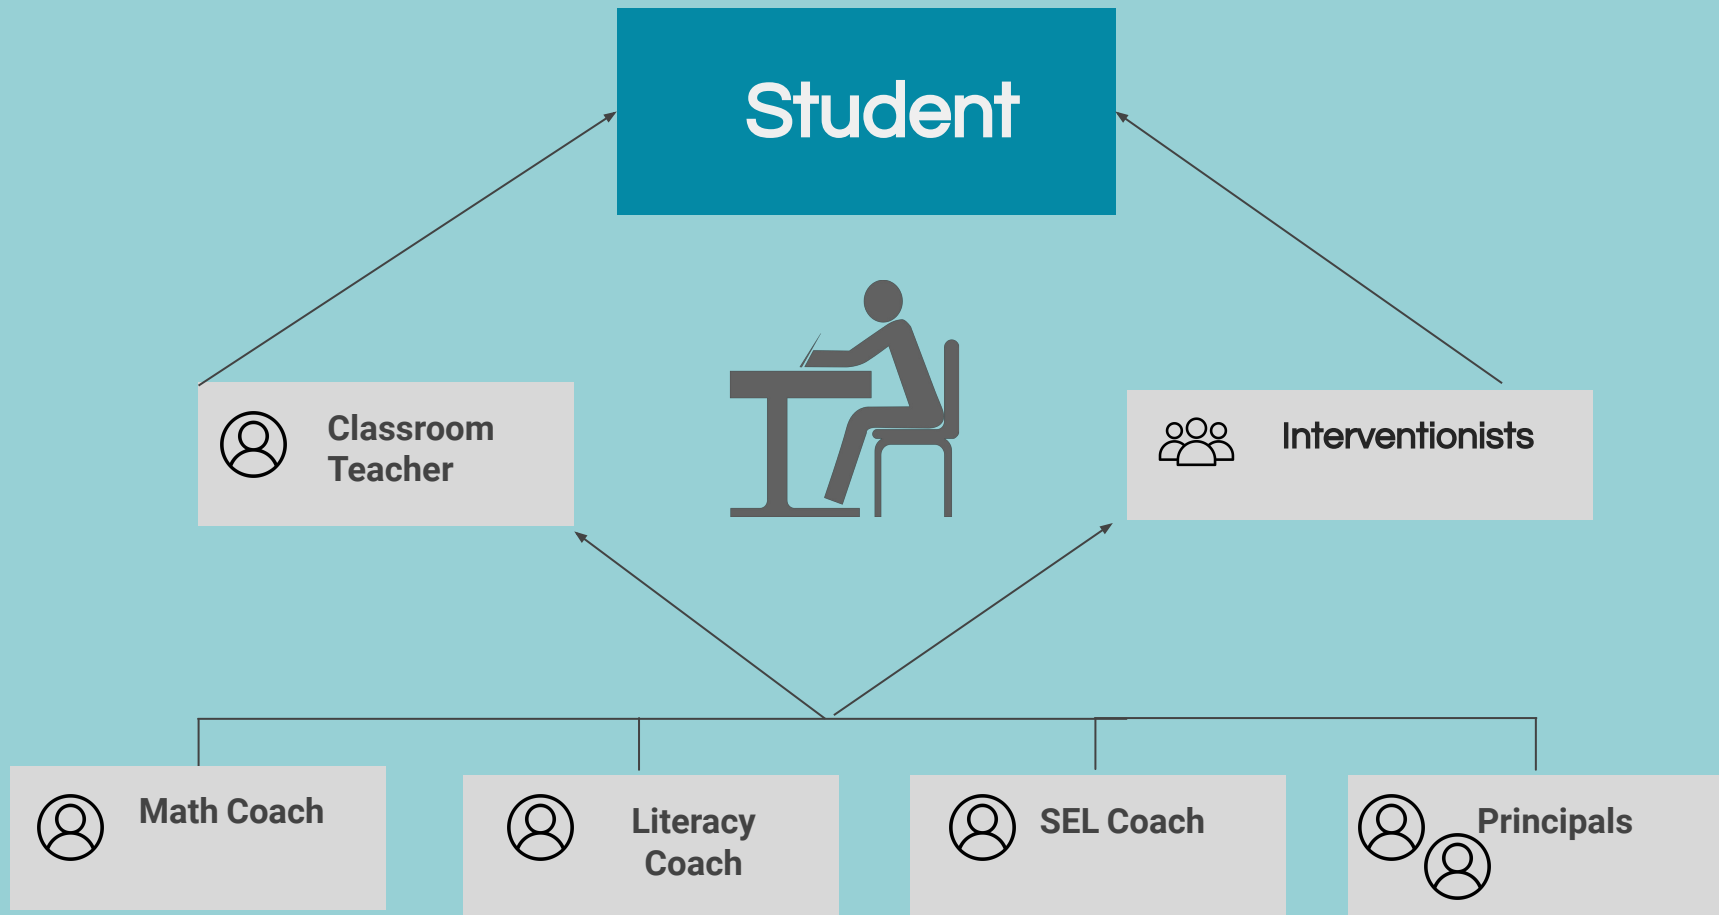 Student
Classroom
Teacher
Interventionists
Math Coach
Literacy
Coach
SEL Coach
Principals